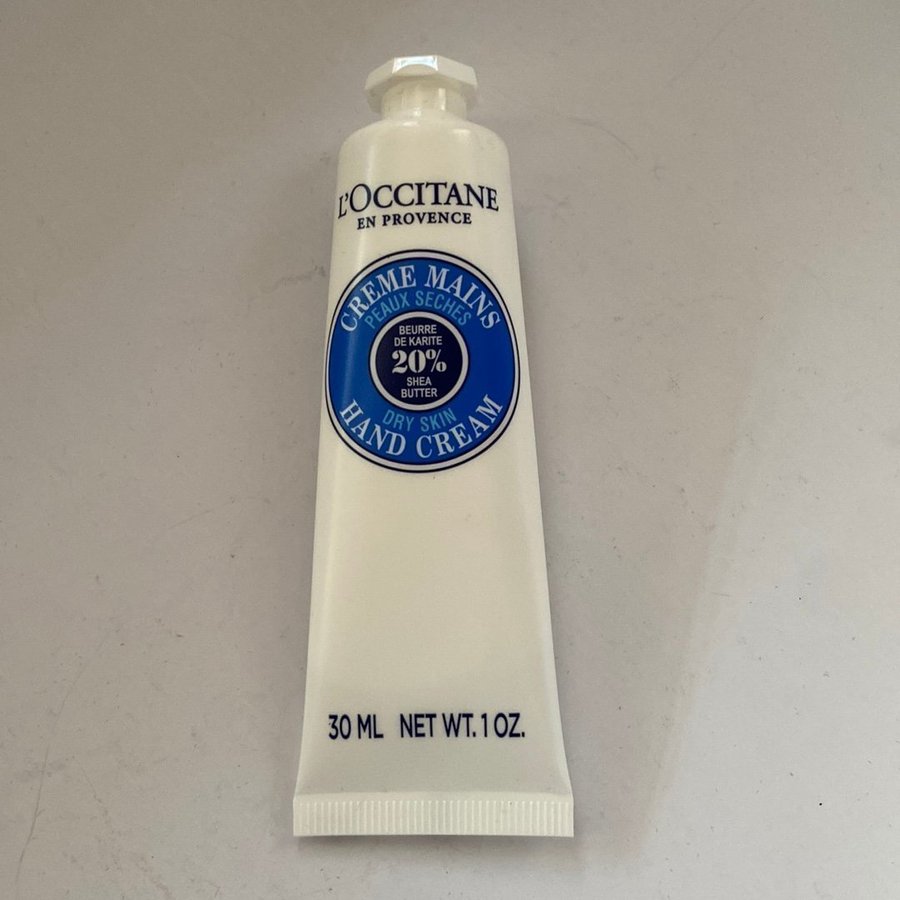 L'OCCITANE
EN PROVENCE
CREME MAINS
PEAUX SECHES
BEURRE
DE KARITE
20%
SHEA
BUTTER
DRY SKIN
HAND CREAM
30 ML NET WT. 1 OZ.